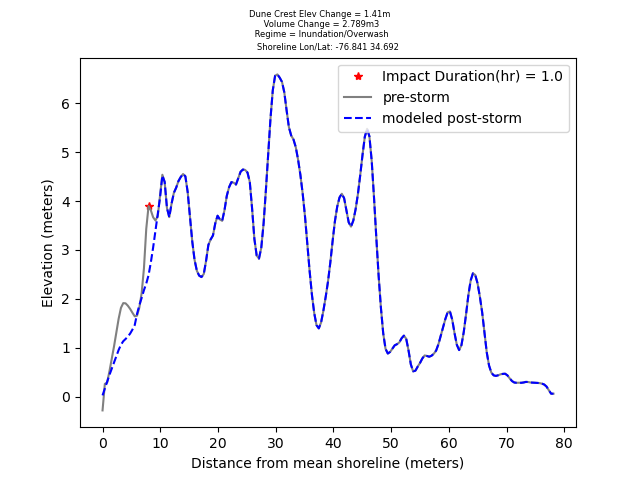 Dune Crest Elev Change = 1.41m
Volume Change = 2.789m3
Regime = Inundation/Overwash
Shoreline Lon/Lat: -76.841 34.692
Impact Duration(hr) = 1.0
pre-storm
modeled post-storm
Elevation (meters)
6
5
4
3
2
1
0
0 10 20 30 40 50 60 70 80
Distance from mean shoreline (meters)